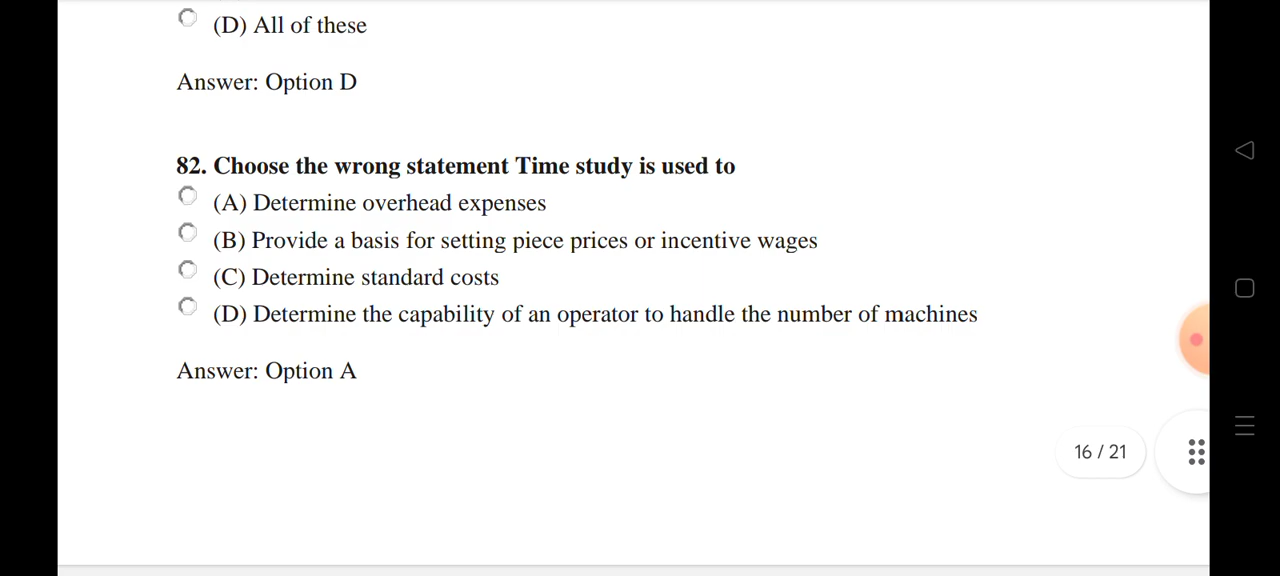 (D) All of these
Answer: Option D
82. Choose the wrong statement Time study is used to
(A) Determine overhead expenses
(B) Provide a basis for setting piece prices or incentive wages
(C) Determine standard costs
(D) Determine the capability of an operator to handle the number of machines
Answer: Option A
16 / 21